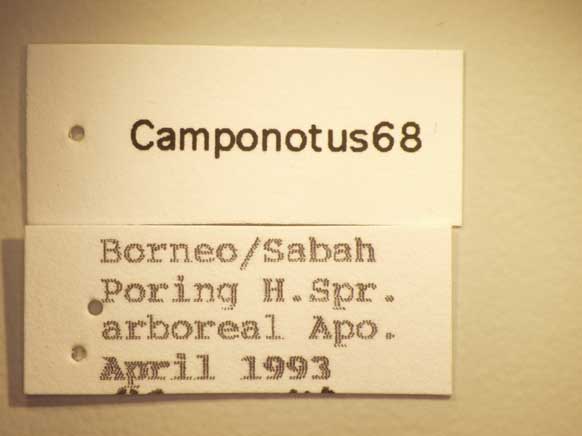 Camponotus68
Borneo/Sabah
Poring H.Spr.
arboreal Apo.
April 1993